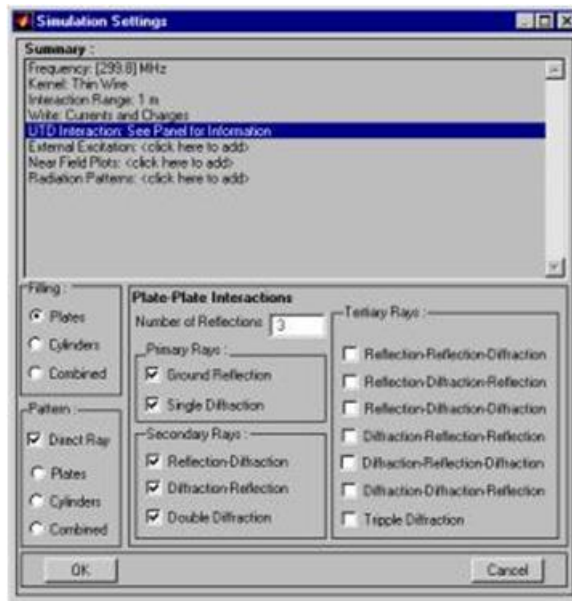 Simulation Settings
Summary :
Frequency: [299.8] MHz
Kernel: Thin Wire
Interaction Range: 1 m
Write: Currents and Charges
UTD Interaction: See Panel for Information
External Excitation: <click here to add>
Near Field Plots: <click here to add>
Radiation Patterns: <click here to add>
Filling :
Plates
Cylinders
Combined
Pattern :
Direct Ray
Plates
Cylinders
Combined
Plate-Plate Interactions
Number of Reflections 3
Primary Rays :
Ground Reflection
Single Diffraction
Secondary Rays :
Reflection-Diffraction
Diffraction-Reflection
Double Diffraction
Tertiary Rays :
Reflection-Reflection-Diffraction
Reflection-Diffraction-Reflection
Reflection-Diffraction-Diffraction
Diffraction-Reflection-Reflection
Diffraction-Reflection-Diffraction
Diffraction-Diffraction-Reflection
Tripple Diffraction
OK
Cancel